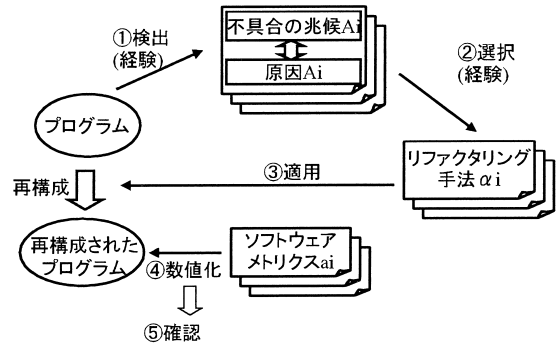 ①検出
(経験)
不具合の兆候Ai
原因Ai
②選択
(経験)
プログラム
リファクタリング
手法αi
③適用
再構成
再構成された
プログラム
④数値化
ソフトウェア
メトリクスai
⑤確認